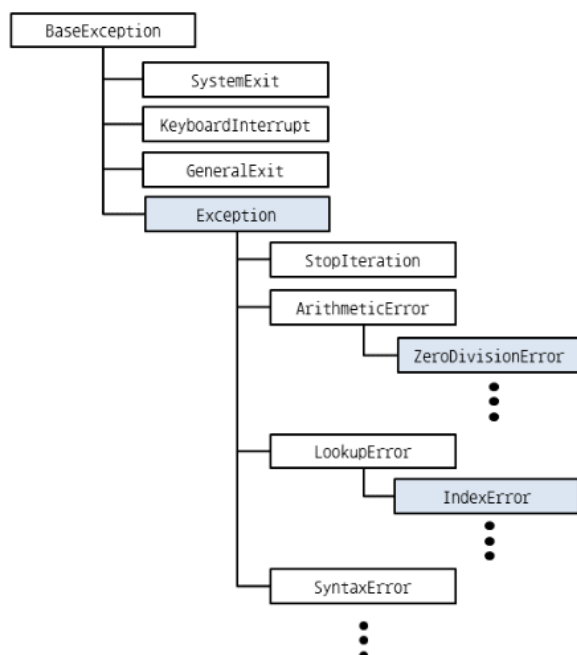 BaseException
SystemExit
KeyboardInterrupt
GeneralExit
Exception
StopIteration
ArithmeticError
ZeroDivisionError
LookupError
IndexError
SyntaxError